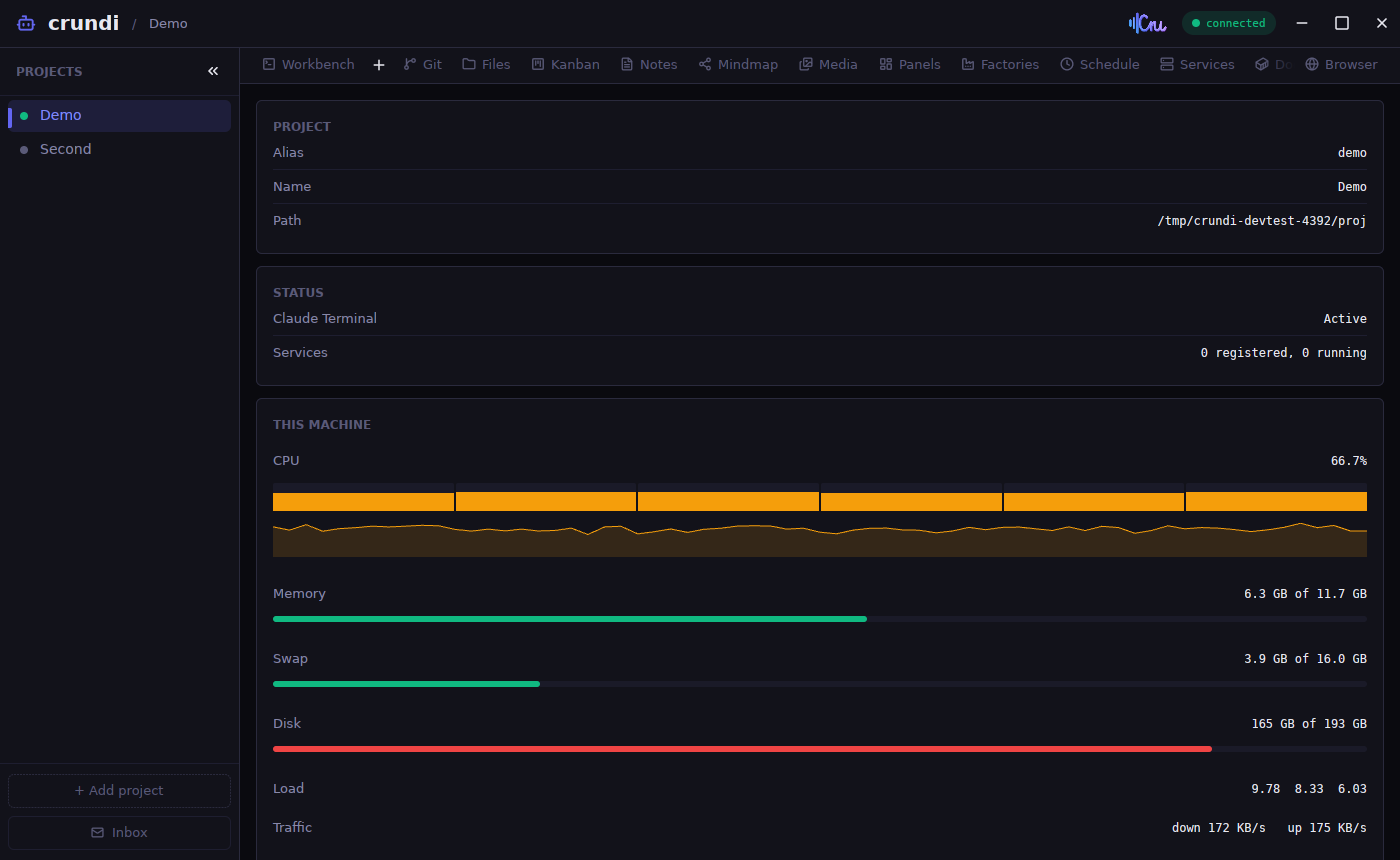 crundi / Demo
Cru
connected
PROJECTS
Workbench + Git Files Kanban Notes Mindmap Media Panels Factories Schedule Services Browser
Demo
Second
PROJECT
Alias demo
Name Demo
Path /tmp/crundi-devtest-4392/proj
STATUS
Claude Terminal Active
Services 0 registered, 0 running
THIS MACHINE
CPU 66.7%
Memory 6.3 GB of 11.7 GB
Swap 3.9 GB of 16.0 GB
Disk 165 GB of 193 GB
Load 9.78 8.33 6.03
Traffic down 172 KB/s up 175 KB/s
+ Add project
Inbox